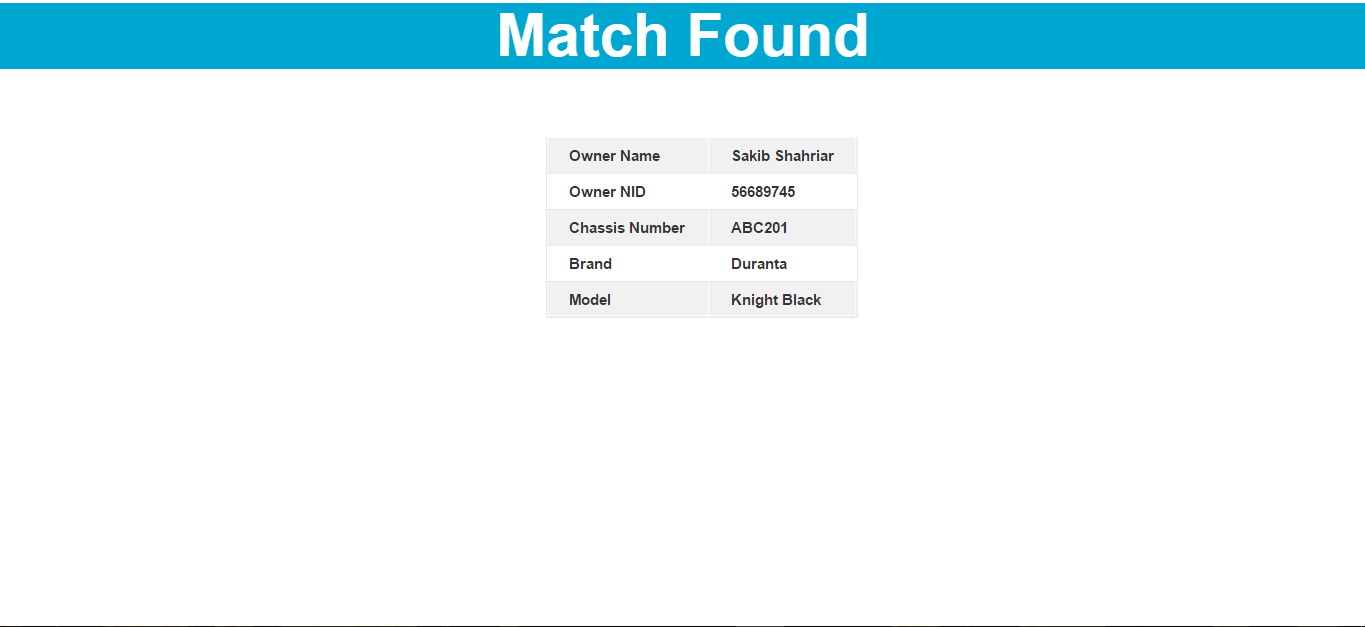 Match Found
Owner Name Sakib Shahriar
Owner NID 56689745
Chassis Number ABC201
Brand Duranta
Model Knight Black